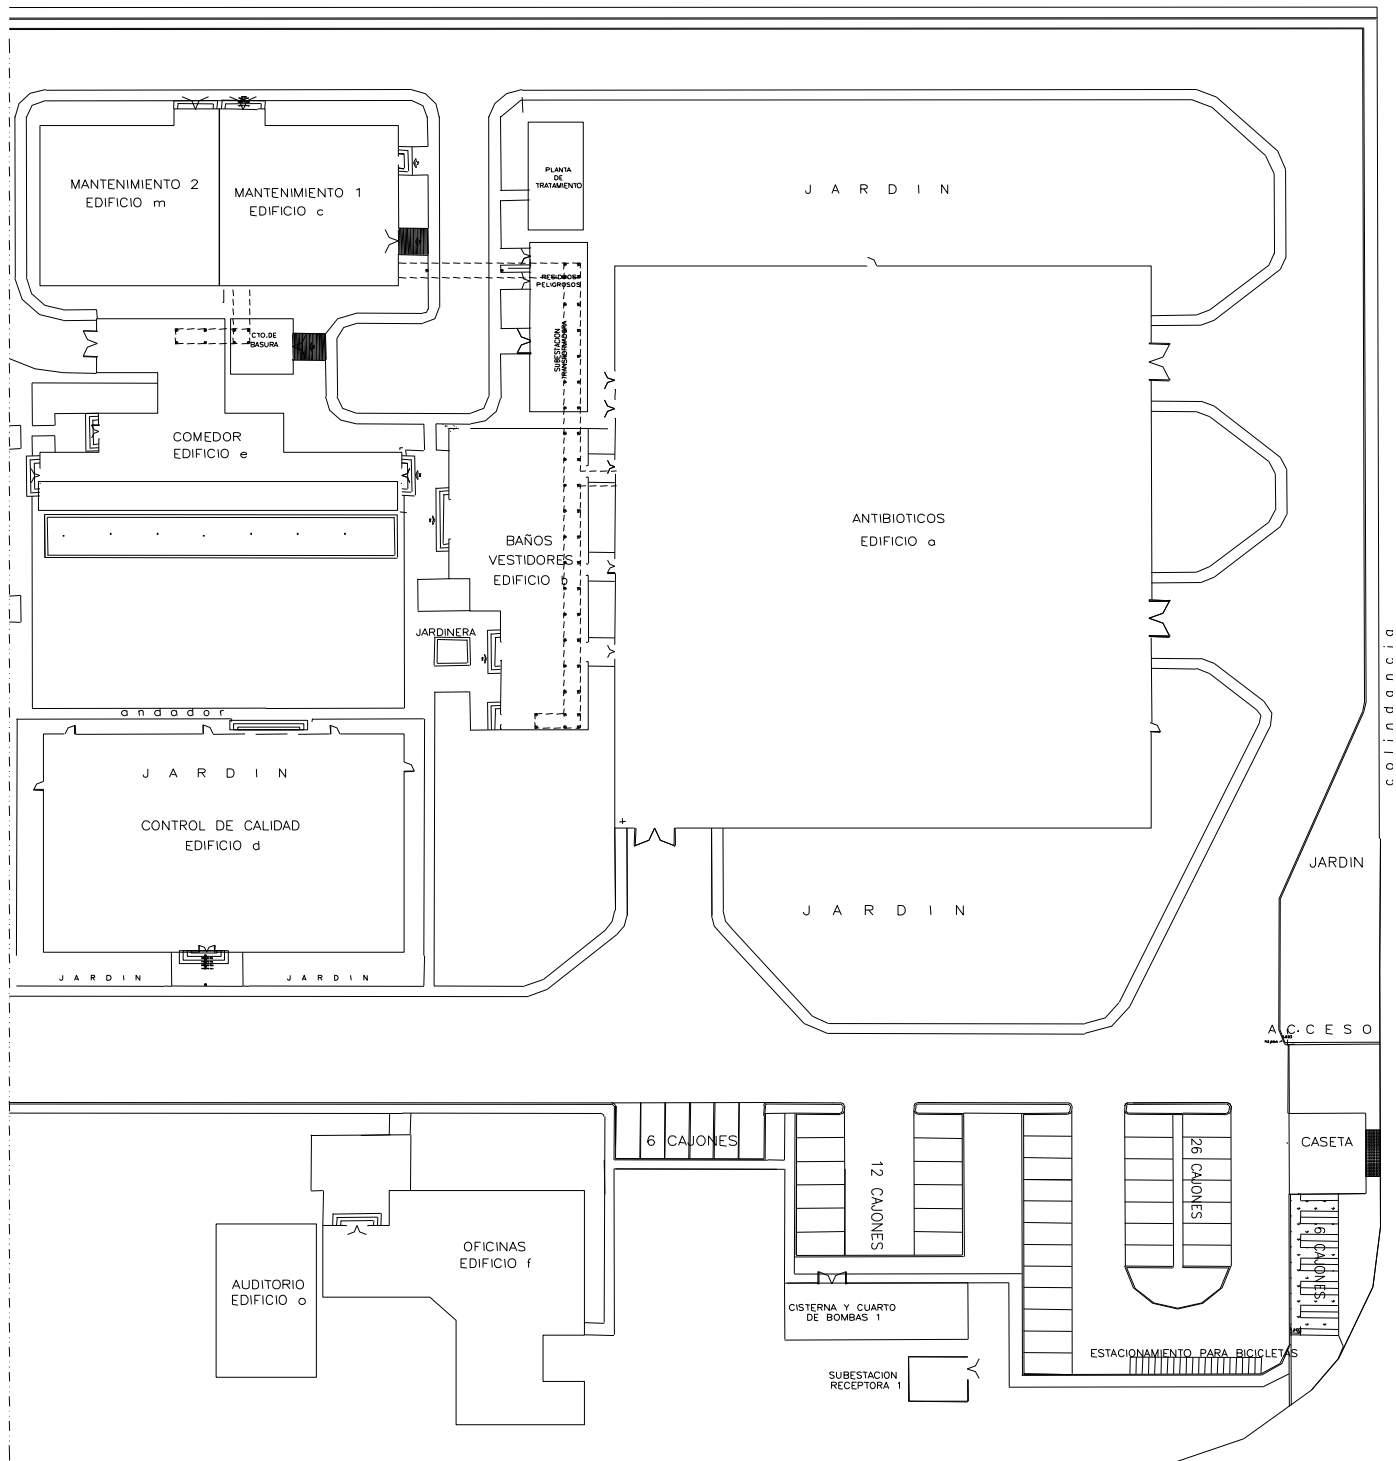 PLANTA
DE
TRATAMIENTO
MANTENIMIENTO 2
EDIFICIO m
MANTENIMIENTO 1
EDIFICIO c
J A R D I N
RESIDUOS
PELIGROSOS
CTO.DE
BASURA
SUBESTACION
TRANSFORMADORA
COMEDOR
EDIFICIO e
ANTIBIOTICOS
EDIFICIO a
BAÑOS
VESTIDORES
EDIFICIO b
JARDINERA
colindancia
andador
J A R D I N
CONTROL DE CALIDAD
EDIFICIO d
JARDIN
J A R D I N
J A R D I N
J A R D I N
A C C E S O
6 CAJONES
12 CAJONES
26 CAJONES
CASETA
6 CAJONES
OFICINAS
EDIFICIO f
AUDITORIO
EDIFICIO o
CISTERNA Y CUARTO
DE BOMBAS 1
ESTACIONAMIENTO PARA BICICLETAS
SUBESTACION
RECEPTORA 1